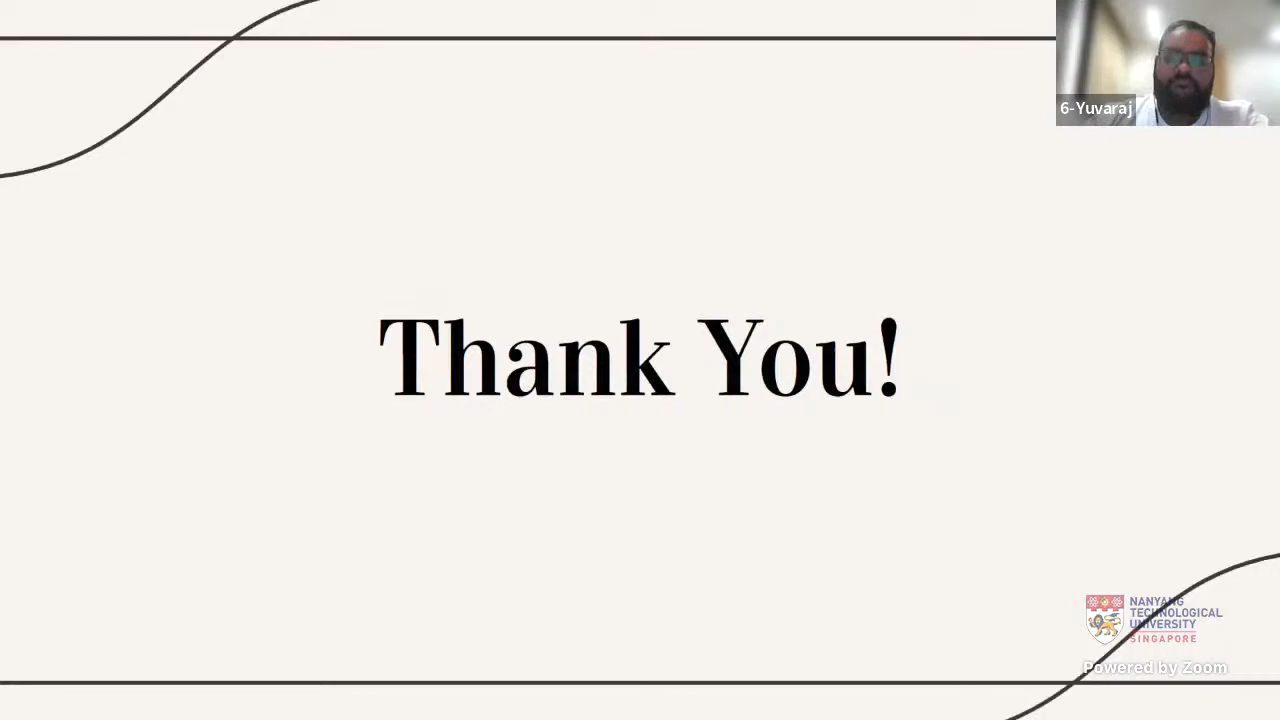 6-Yuvaraj
Thank You!
NANYANG
TECHNOLOGICAL
UNIVERSITY
SINGAPORE
Powered by Zoom